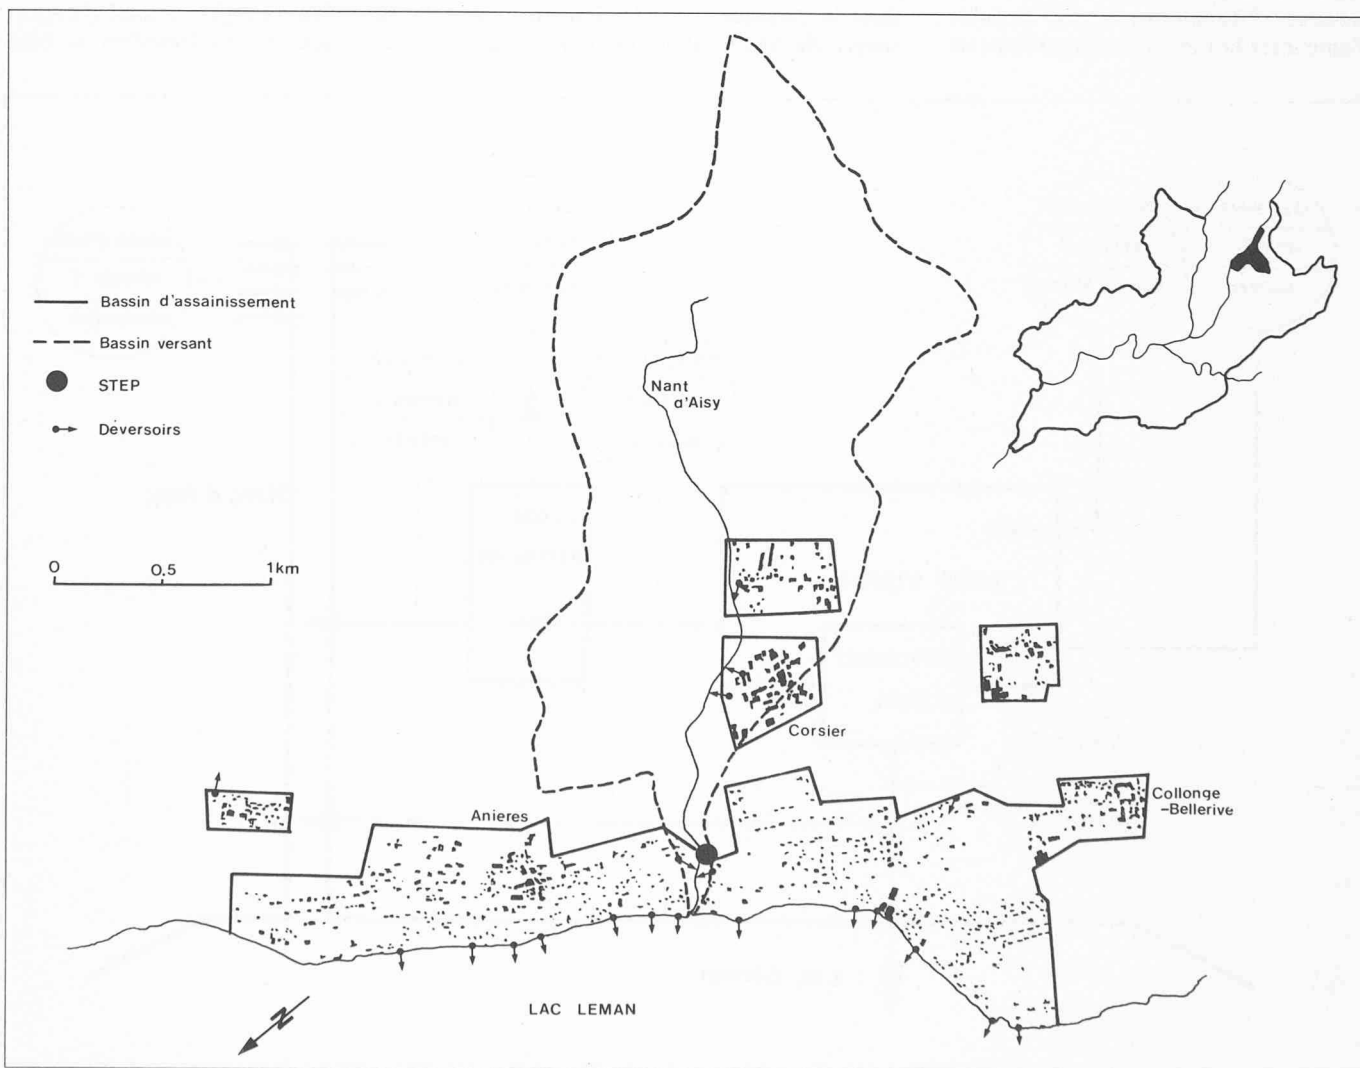 Bassin d'assainissement
Bassin versant
STEP
Déversoirs
0 0.5 1km
Nant
d'Aisy
Corsier
Anieres
Collonge
-Bellerive
LAC LEMAN
N